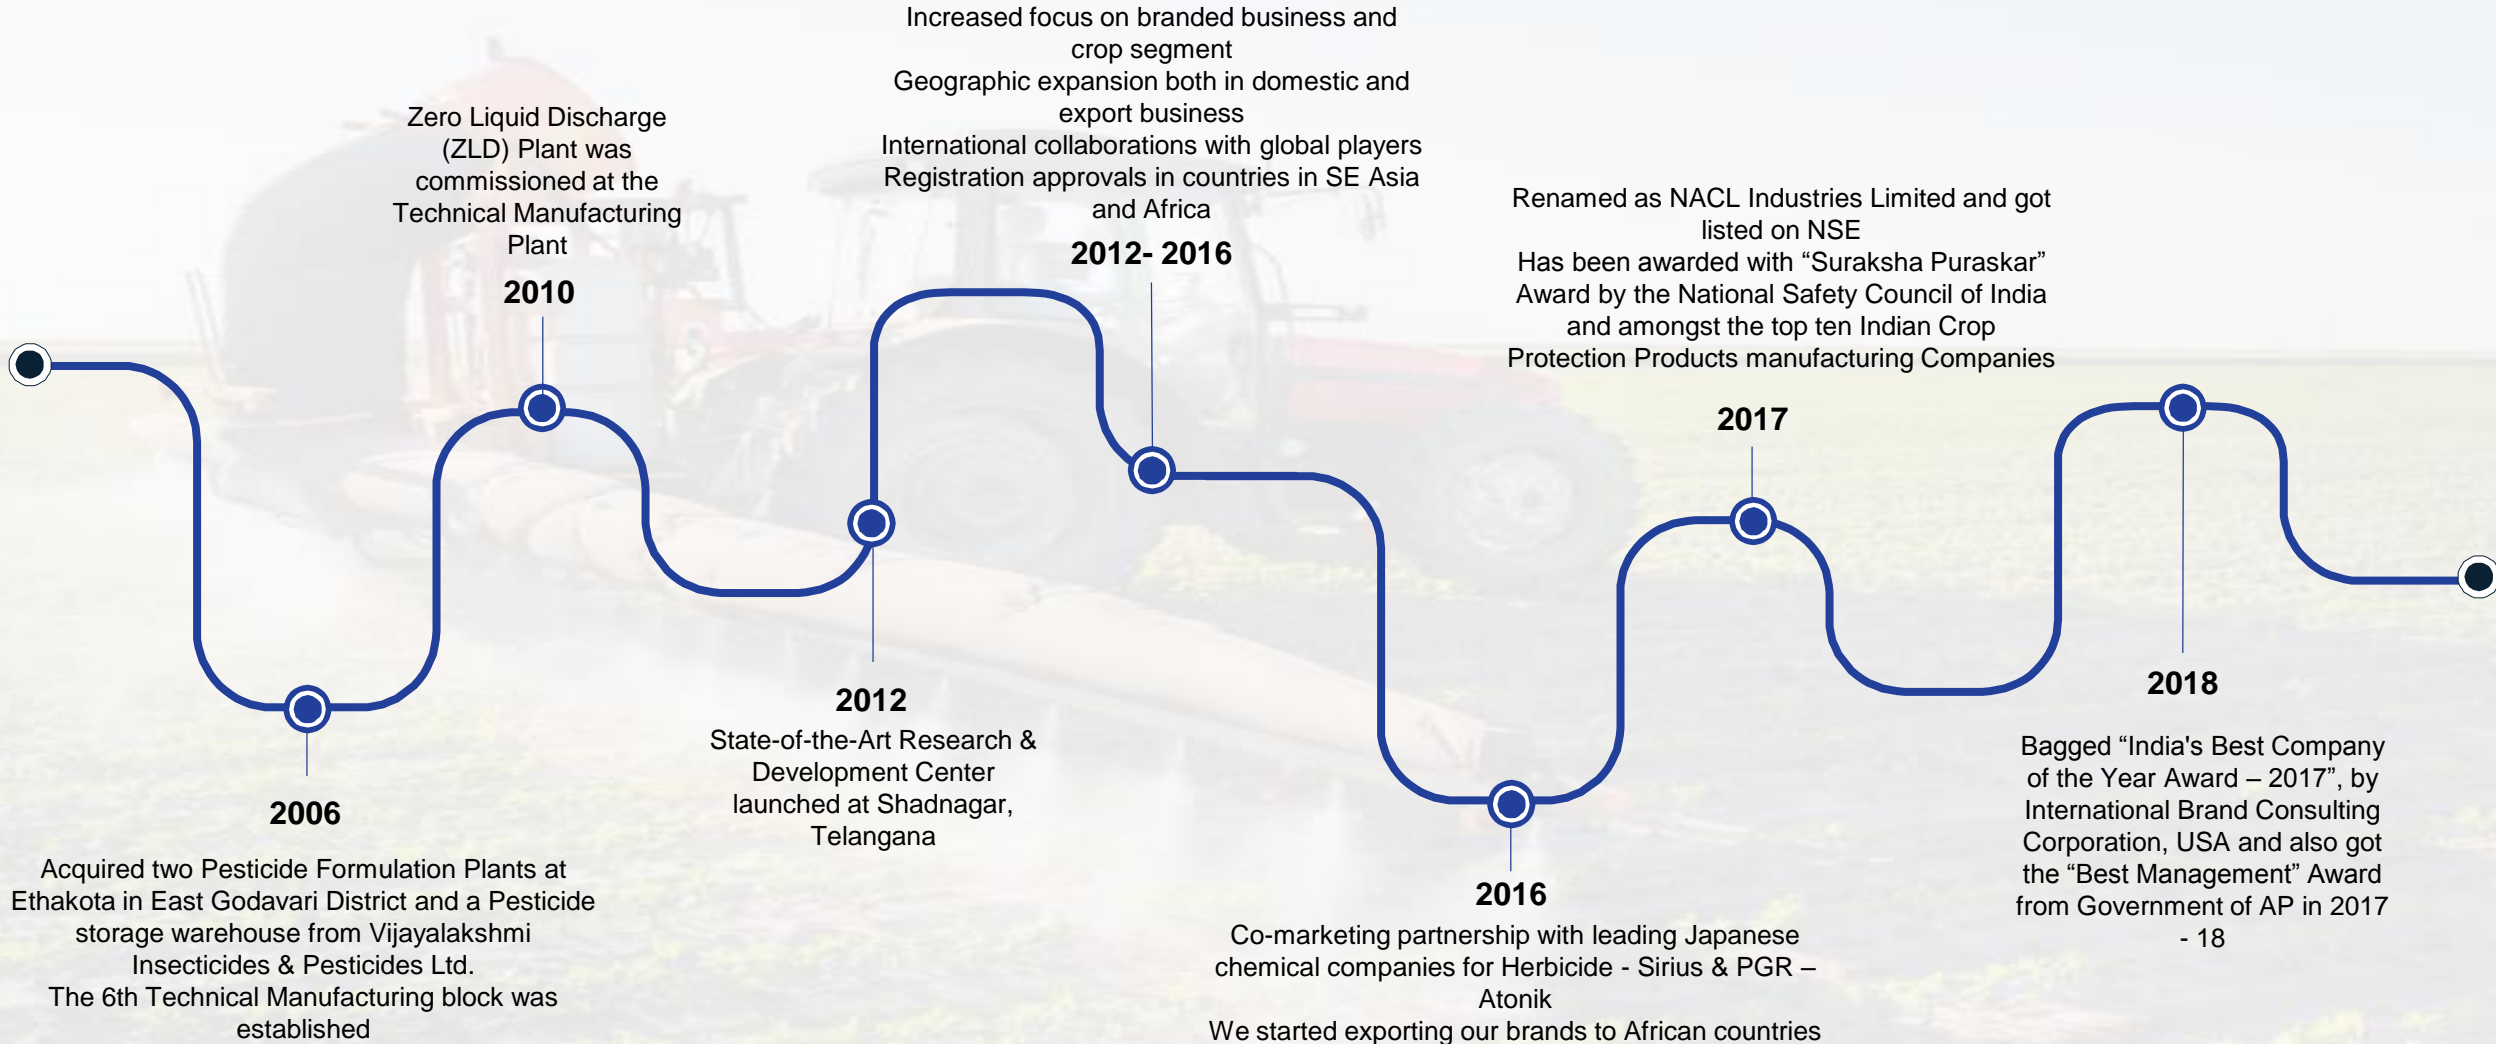 Increased focus on branded business and
crop segment
Geographic expansion both in domestic and
export business
International collaborations with global players
Registration approvals in countries in SE Asia
and Africa
2012- 2016
Zero Liquid Discharge
(ZLD) Plant was
commissioned at the
Technical Manufacturing
Plant
2010
Renamed as NACL Industries Limited and got
listed on NSE
Has been awarded with “Suraksha Puraskar”
Award by the National Safety Council of India
and amongst the top ten Indian Crop
Protection Products manufacturing Companies
2017
2006
Acquired two Pesticide Formulation Plants at
Ethakota in East Godavari District and a Pesticide
storage warehouse from Vijayalakshmi
Insecticides & Pesticides Ltd.
The 6th Technical Manufacturing block was
established
2012
State-of-the-Art Research &
Development Center
launched at Shadnagar,
Telangana
2016
Co-marketing partnership with leading Japanese
chemical companies for Herbicide - Sirius & PGR –
Atonik
We started exporting our brands to African countries
2018
Bagged “India's Best Company
of the Year Award – 2017”, by
International Brand Consulting
Corporation, USA and also got
the “Best Management” Award
from Government of AP in 2017
- 18